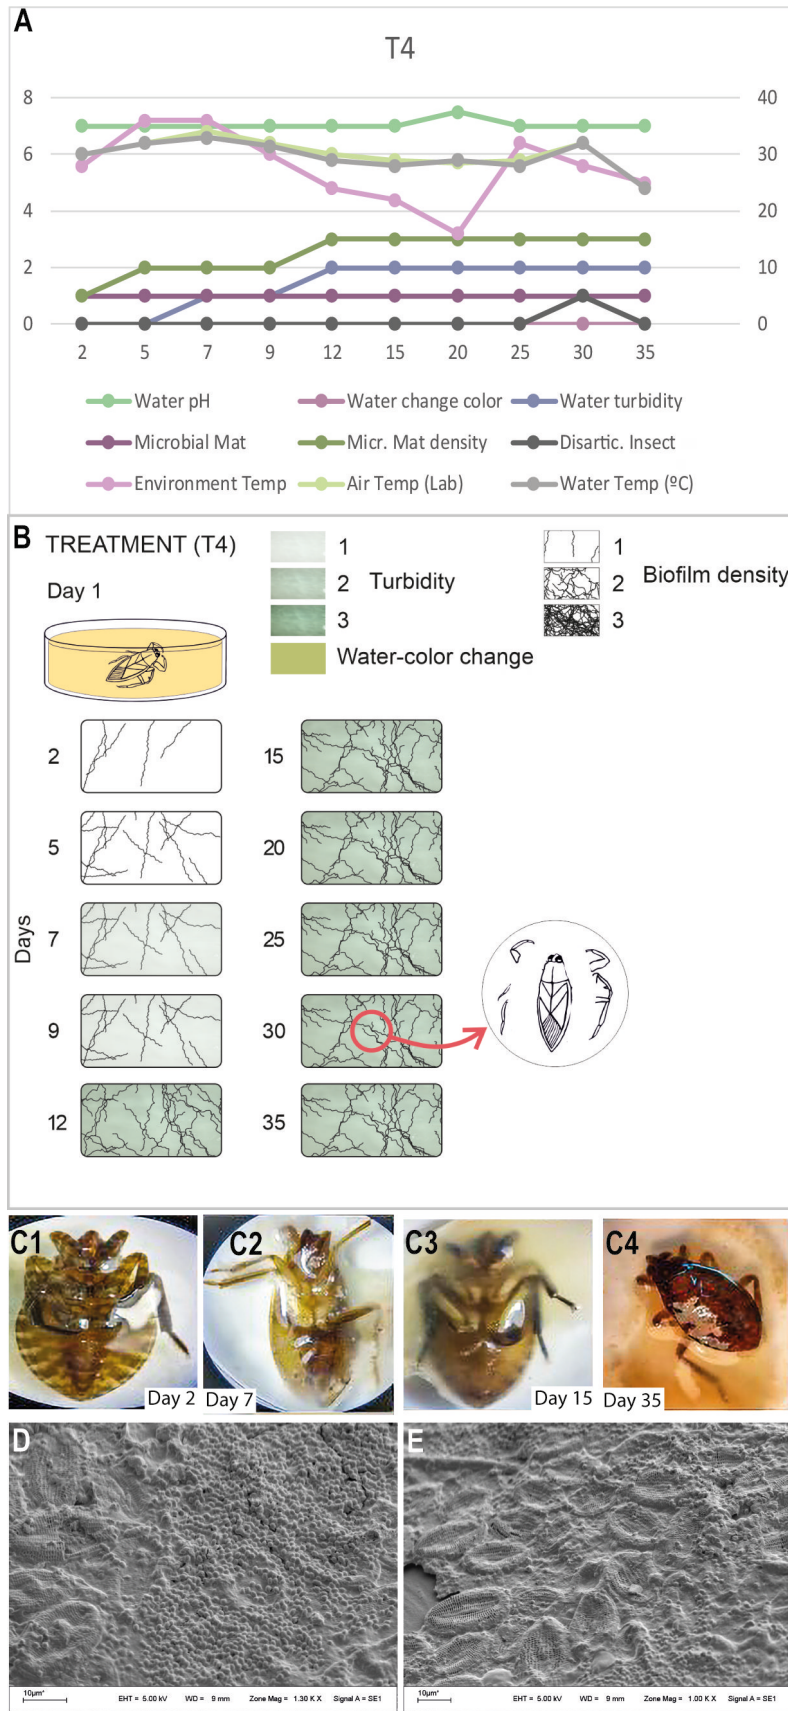 A
T4
8 40
6 30
4 20
2 10
0 0
2 5 7 9 12 15 20 25 30 35
Water pH Water change color Water turbidity
Microbial Mat Micr. Mat density Disartic. Insect
Environment Temp Air Temp (Lab) Water Temp (ºC)
B TREATMENT (T4)
Day 1
1
2 Turbidity
3
Water-color change
1
2 Biofilm density
3
Days
2 15
5 20
7 25
9 30
12 35
C1 C2 C3 C4
Day 2 Day 7 Day 15 Day 35
D E
10µm* EHT = 5.00 kV WD = 9 mm Zone Mag = 1.30 K X Signal A = SE1
10µm* EHT = 5.00 kV WD = 9 mm Zone Mag = 1.00 K X Signal A = SE1